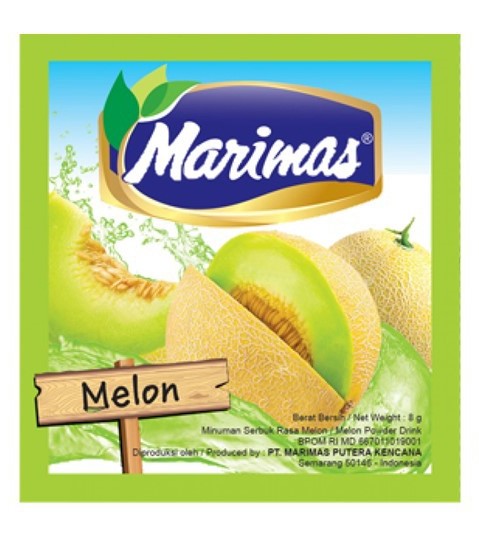 Marimas®
Melon
Berat Bersih / Net Weight : 8 g
Minuman Serbuk Rasa Melon / Melon Powder Drink
BPOM RI MD 667011019001
Diproduksi oleh / Produced by : PT. MARIMAS PUTERA KENCANA
Semarang 50146 - Indonesia